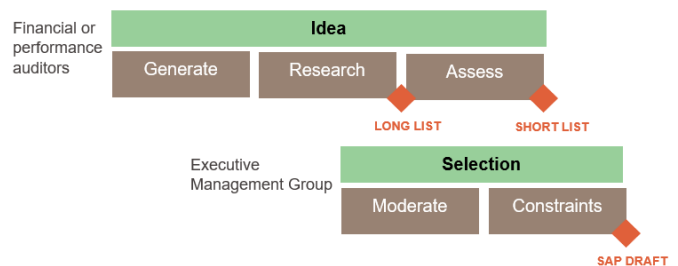 Financial or
performance
auditors
Idea
Generate
Research
Assess
LONG LIST
SHORT LIST
Executive
Management Group
Selection
Moderate
Constraints
SAP DRAFT